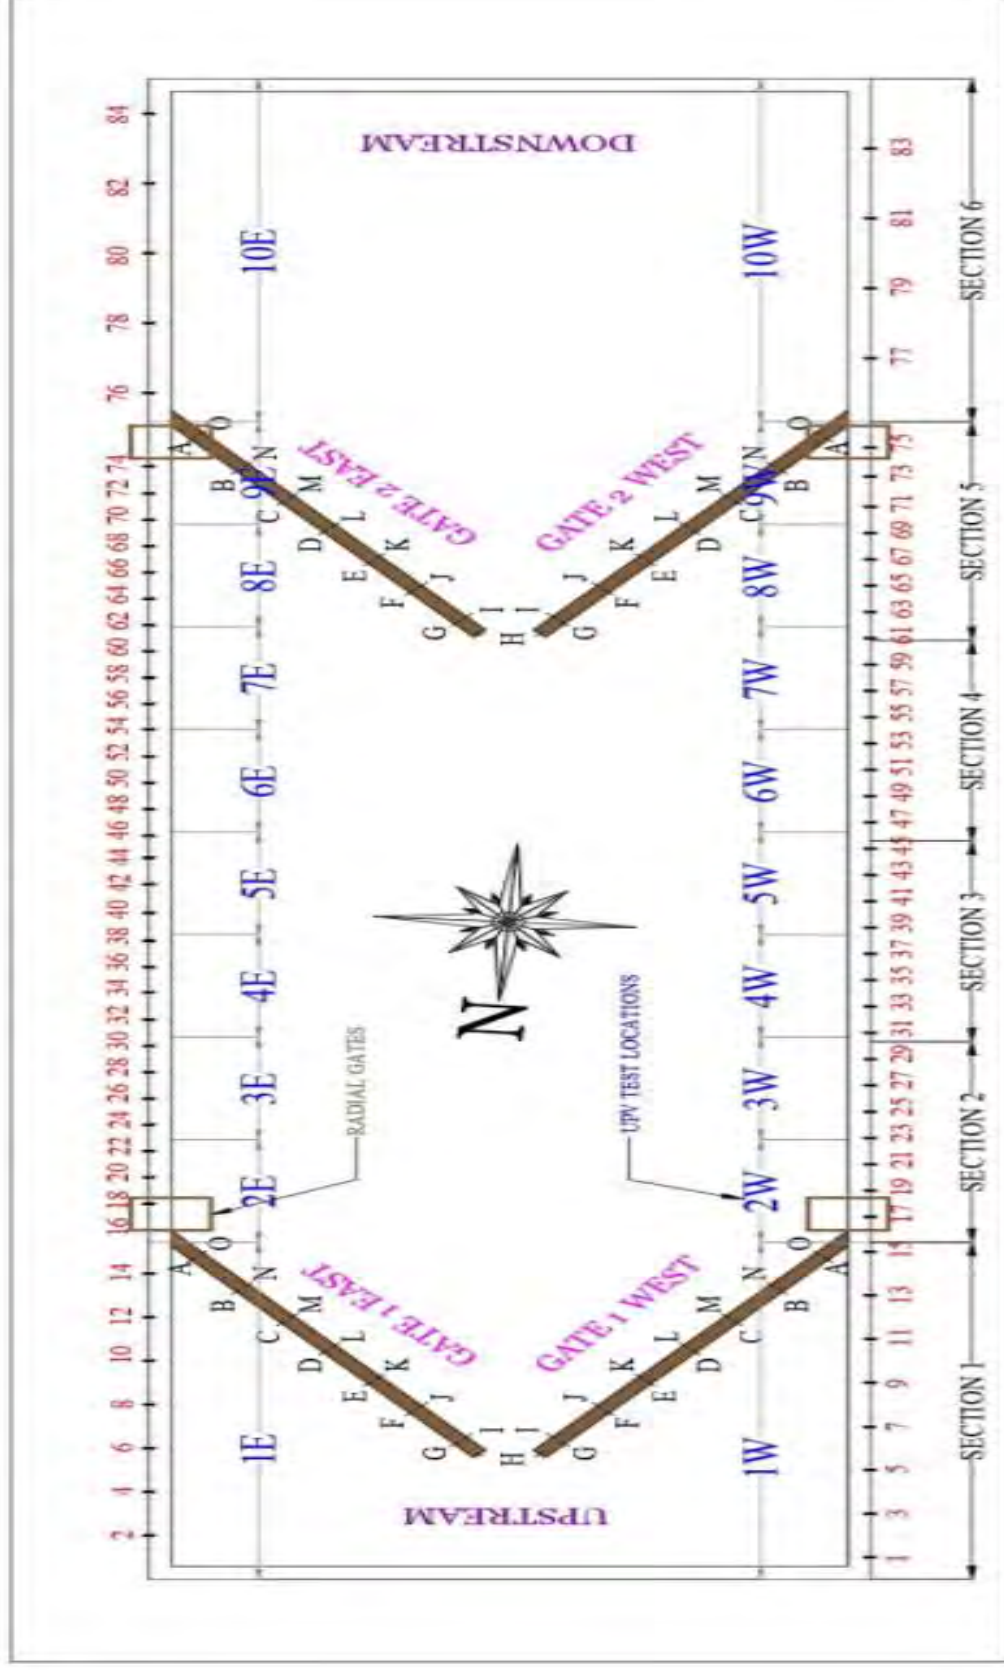 2 4 6 8 10 12 14 16 18 20 22 24 26 28 30 32 34 36 38 40 42 44 46 48 50 52 54 56 58 60 62 64 66 68 70 72 74 76 78 80 82 84
A A
O O
B B
1E 2E 3E 4E 5E 6E 7E 8E 9E 10E
N N
C C
M M
D D
GATE 1 EAST GATE 2 EAST
L L
E E
RADIAL GATES
K K
F F
J J
G G
UPSTREAM DOWNSTREAM
I I
H N H
I I
G G
J J
GATE 1 WEST GATE 2 WEST
F F
K K
UPV TEST LOCATIONS
E E
L L
D D
M M
C C
N N
1W 2W 3W 4W 5W 6W 7W 8W 9W 10W
B B
O O
A A
1 3 5 7 9 11 13 15 17 19 21 23 25 27 29 31 33 35 37 39 41 43 45 47 49 51 53 55 57 59 61 63 65 67 69 71 73 75 77 79 81 83
SECTION 1 SECTION 2 SECTION 3 SECTION 4 SECTION 5 SECTION 6